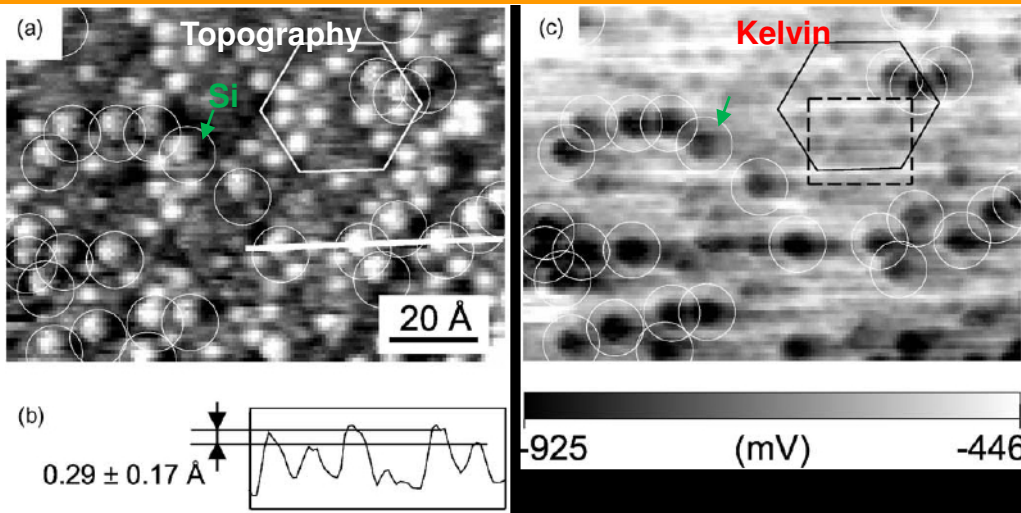 (a)
Topography
Si
20 Å
(b)
0.29 ± 0.17 Å
(c)
Kelvin
-925
(mV)
-446